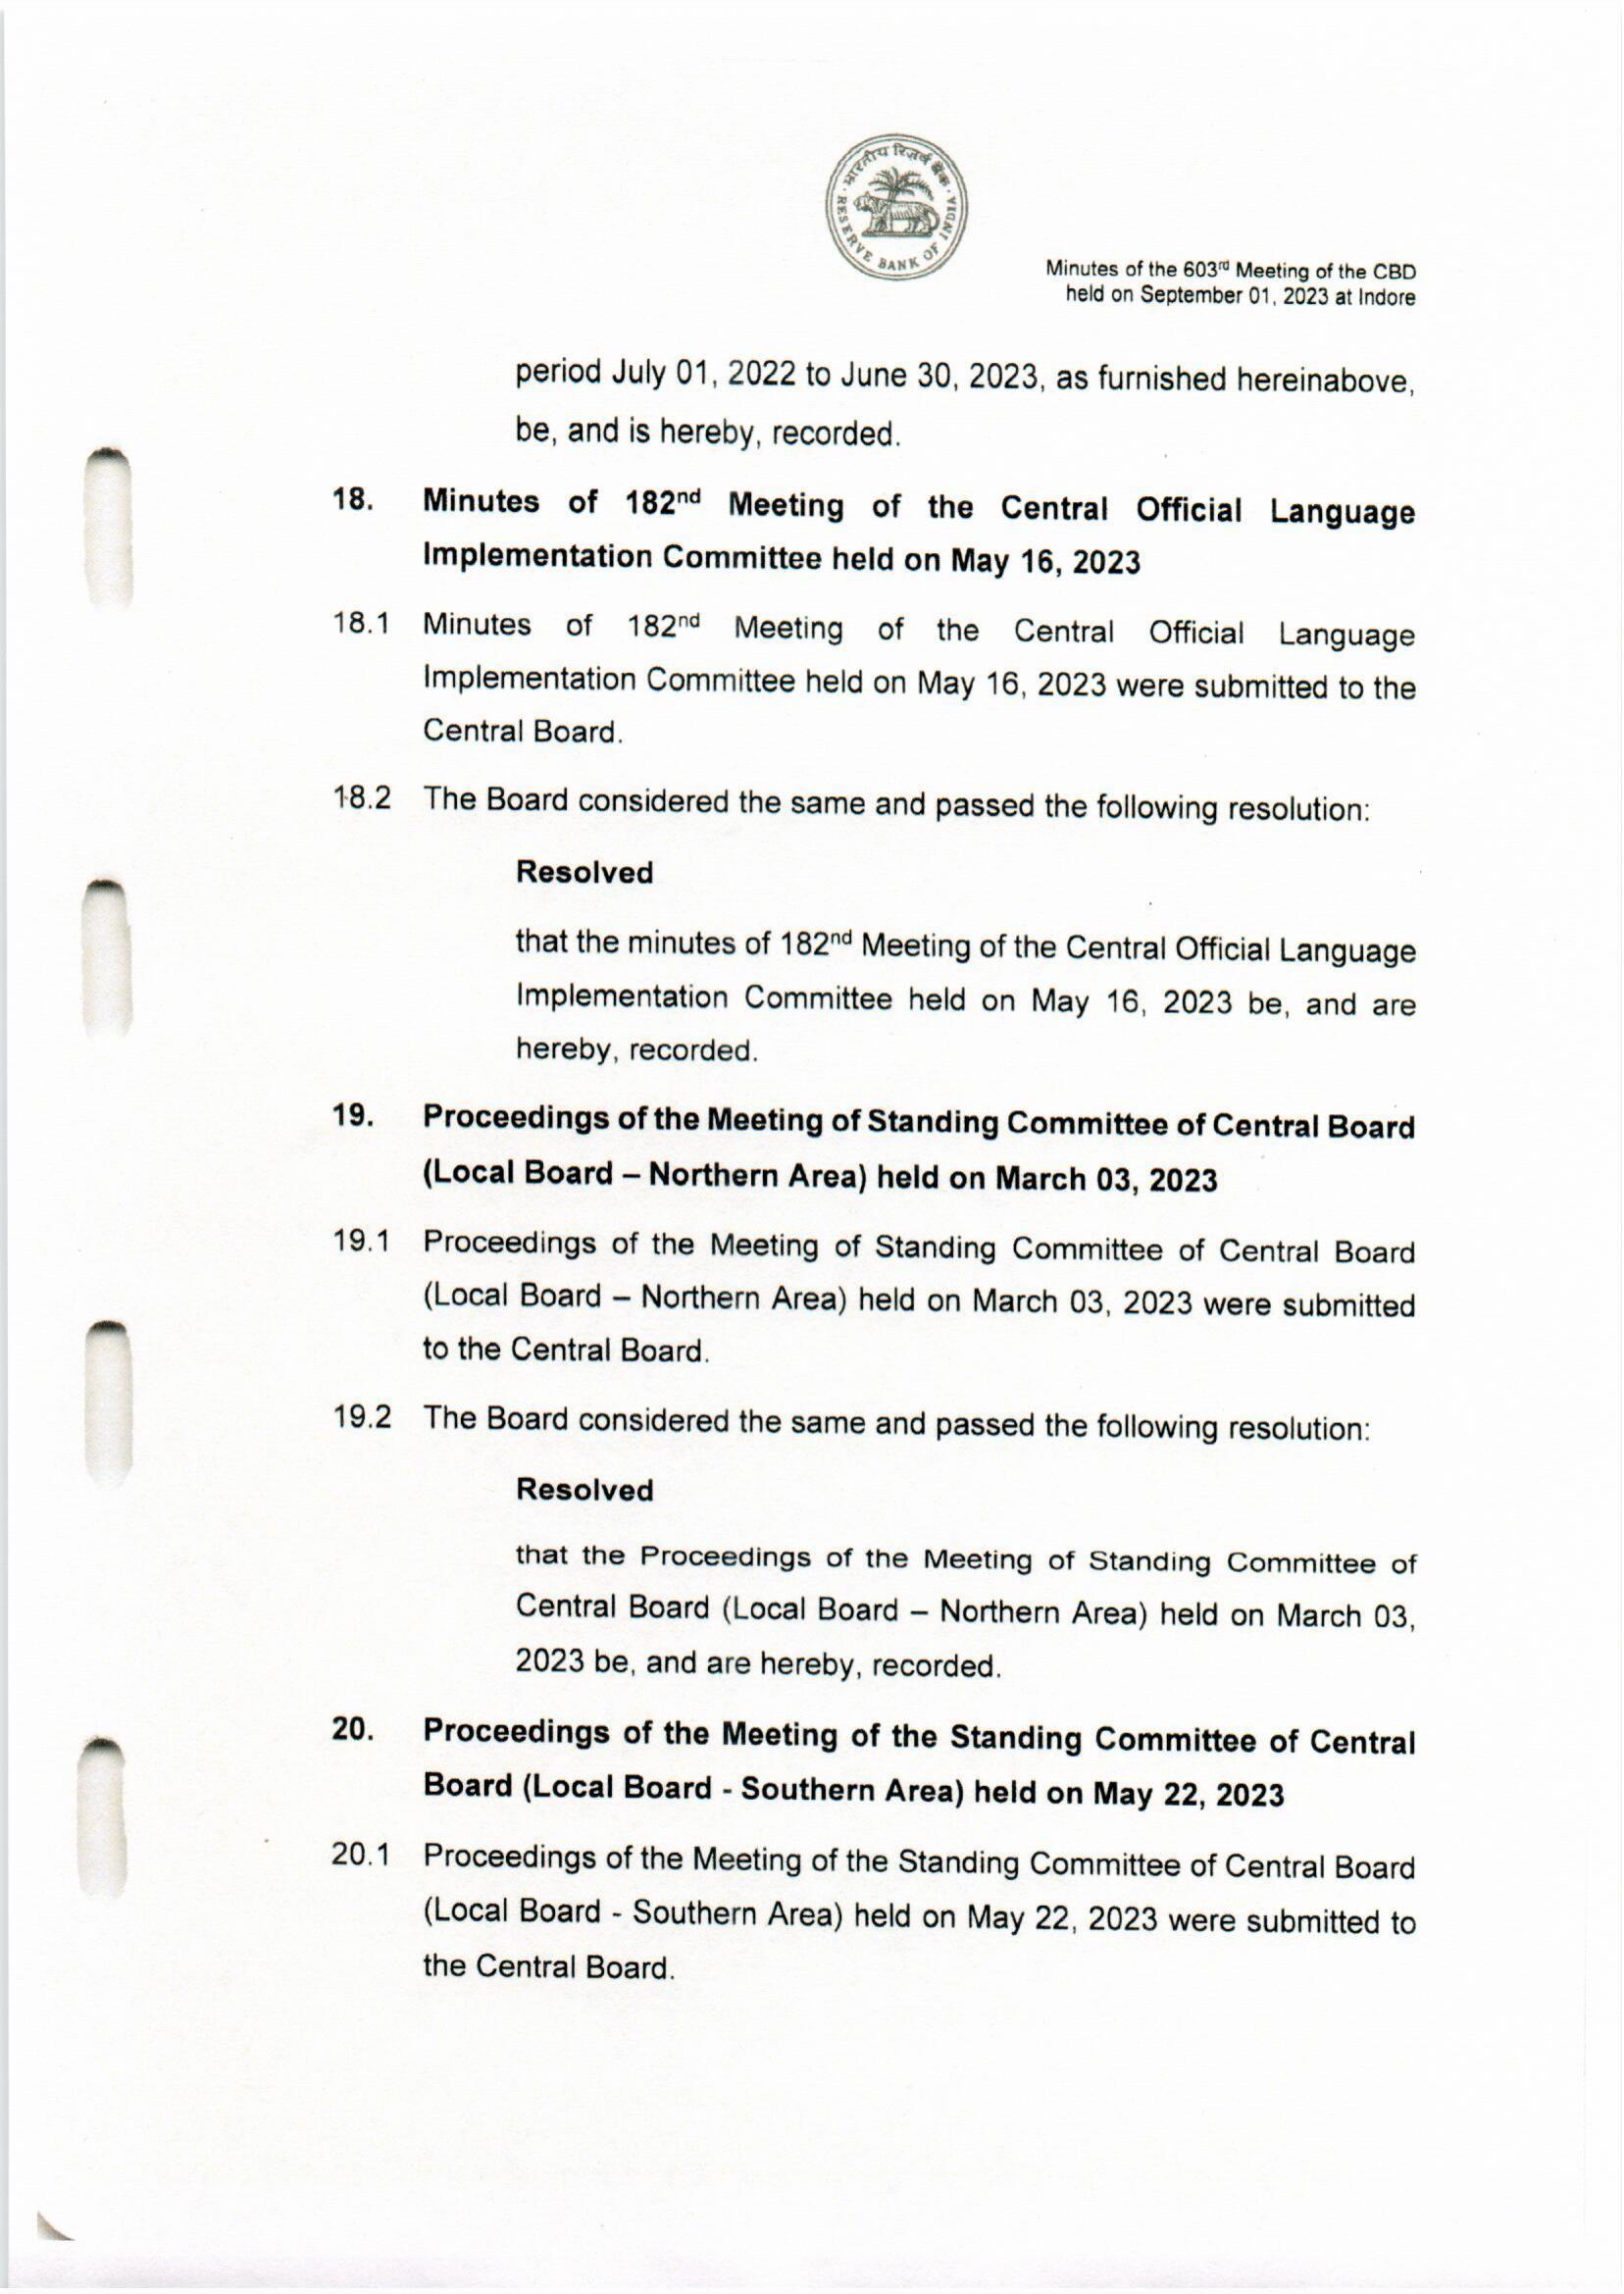 भारतीय रिज़र्व बैंक
RESERVE BANK OF INDIA
Minutes of the 603rd Meeting of the CBD
held on September 01, 2023 at Indore
period July 01, 2022 to June 30, 2023, as furnished hereinabove,
be, and is hereby, recorded.
18. Minutes of 182nd Meeting of the Central Official Language
Implementation Committee held on May 16, 2023
18.1 Minutes of 182nd Meeting of the Central Official Language
Implementation Committee held on May 16, 2023 were submitted to the
Central Board.
18.2 The Board considered the same and passed the following resolution:
Resolved
that the minutes of 182nd Meeting of the Central Official Language
Implementation Committee held on May 16, 2023 be, and are
hereby, recorded.
19. Proceedings of the Meeting of Standing Committee of Central Board
(Local Board – Northern Area) held on March 03, 2023
19.1 Proceedings of the Meeting of Standing Committee of Central Board
(Local Board – Northern Area) held on March 03, 2023 were submitted
to the Central Board.
19.2 The Board considered the same and passed the following resolution:
Resolved
that the Proceedings of the Meeting of Standing Committee of
Central Board (Local Board – Northern Area) held on March 03,
2023 be, and are hereby, recorded.
20. Proceedings of the Meeting of the Standing Committee of Central
Board (Local Board - Southern Area) held on May 22, 2023
20.1 Proceedings of the Meeting of the Standing Committee of Central Board
(Local Board - Southern Area) held on May 22, 2023 were submitted to
the Central Board.